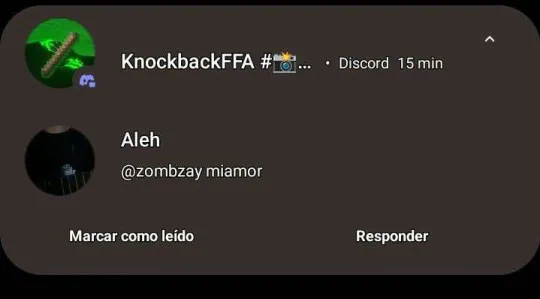 KnockbackFFA #📸... • Discord 15 min
Aleh
@zombzay miamor
Marcar como leído Responder